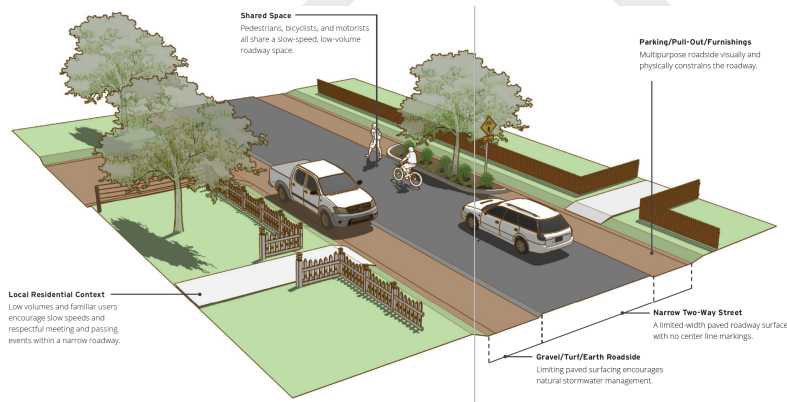 Shared Space
Pedestrians, bicyclists, and motorists
all share a slow-speed, low-volume
roadway space.
Parking/Pull-Out/Furnishings
Multipurpose roadside visually and
physically constrains the roadway.
Local Residential Context
Low volumes and familiar users
encourage slow speeds and
respectful meeting and passing
events within a narrow roadway.
Narrow Two-Way Street
A limited-width paved roadway surface
with no center line markings.
Gravel/Turf/Earth Roadside
Limiting paved surfacing encourages
natural stormwater management.